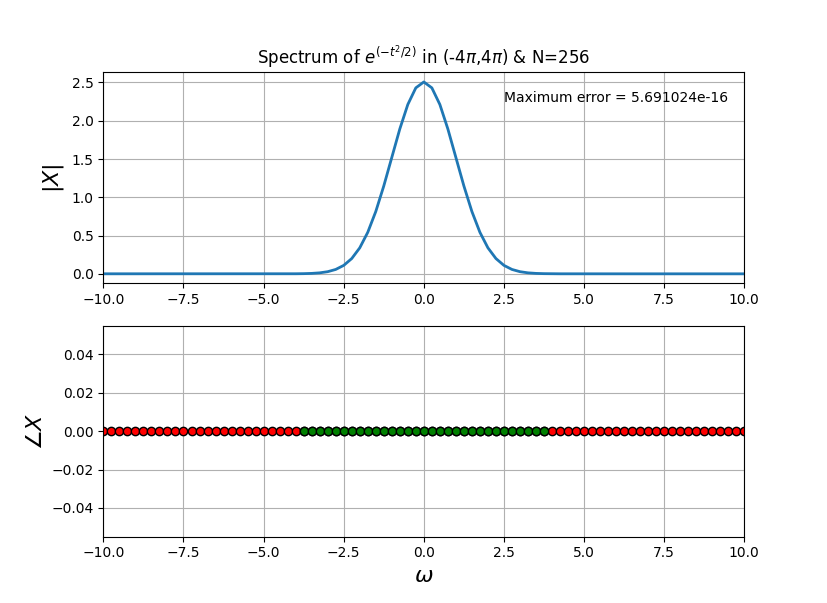 Spectrum of e^(−t²/2) in (-4π,4π) & N=256
Maximum error = 5.691024e-16
|X|
2.5
2.0
1.5
1.0
0.5
0.0
−10.0 −7.5 −5.0 −2.5 0.0 2.5 5.0 7.5 10.0
∠X
0.04
0.02
0.00
−0.02
−0.04
−10.0 −7.5 −5.0 −2.5 0.0 2.5 5.0 7.5 10.0
ω